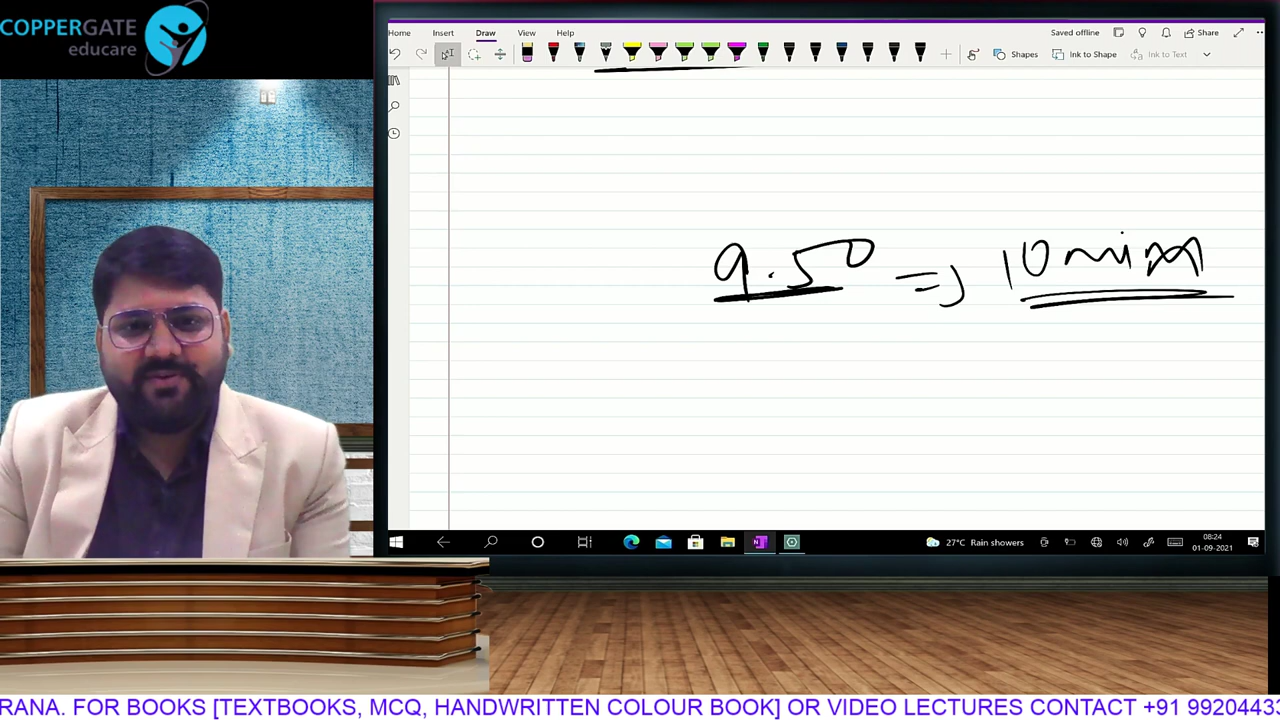 COPPERGATE
educare
Home Insert Draw View Help
Saved offline
Share
Shapes
Ink to Shape
Ink to Text
9.50 => 10 min
27°C Rain showers
08:24
01-09-2021
RANA. FOR BOOKS [TEXTBOOKS, MCQ, HANDWRITTEN COLOUR BOOK] OR VIDEO LECTURES CONTACT +91 9920443